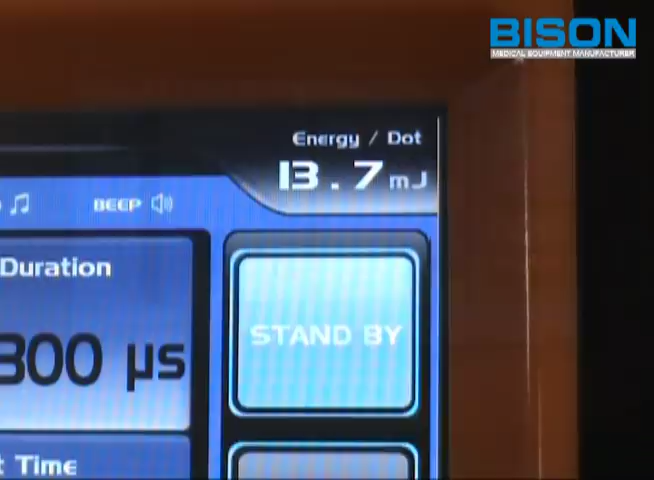 BISON
MEDICAL EQUIPMENT MANUFACTURER
Energy / Dot
13.7 mJ
BEEP
Duration
300 µs
STAND BY
Time